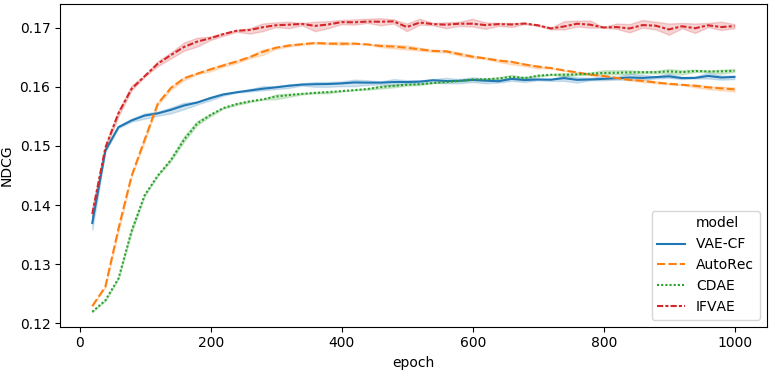 0.17
0.16
0.15
0.14
0.13
0.12
NDCG
0 200 400 600 800 1000
epoch
model
VAE-CF
AutoRec
CDAE
IFVAE